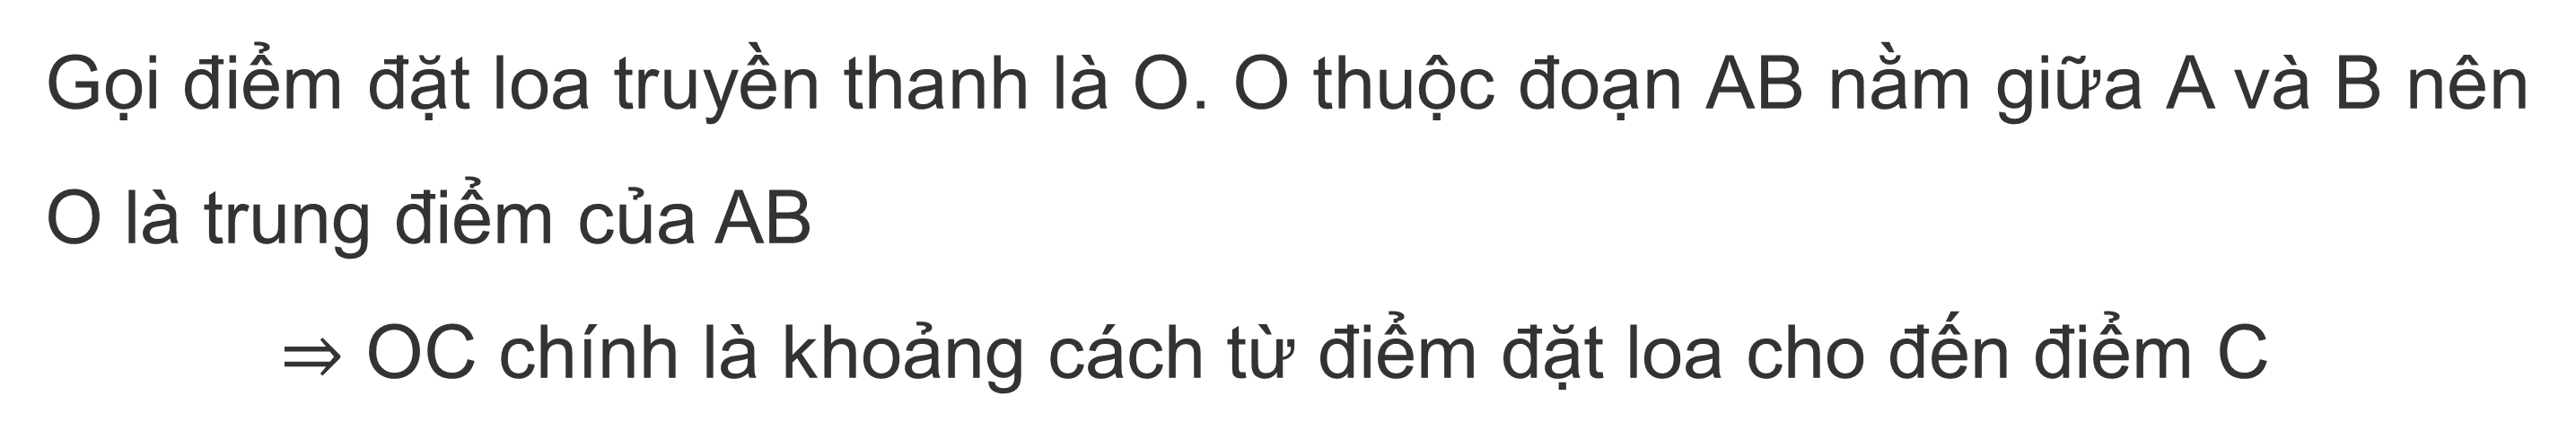 Gọi điểm đặt loa truyền thanh là O. O thuộc đoạn AB nằm giữa A và B nên
O là trung điểm của AB
⇒ OC chính là khoảng cách từ điểm đặt loa cho đến điểm C